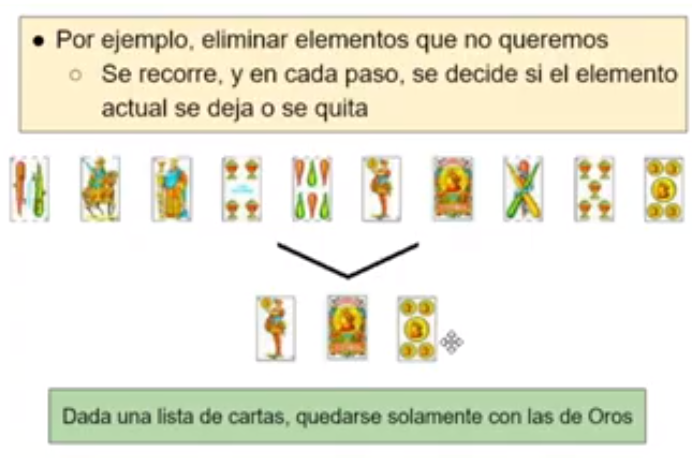 ● Por ejemplo, eliminar elementos que no queremos
○ Se recorre, y en cada paso, se decide si el elemento
actual se deja o se quita
Dada una lista de cartas, quedarse solamente con las de Oros